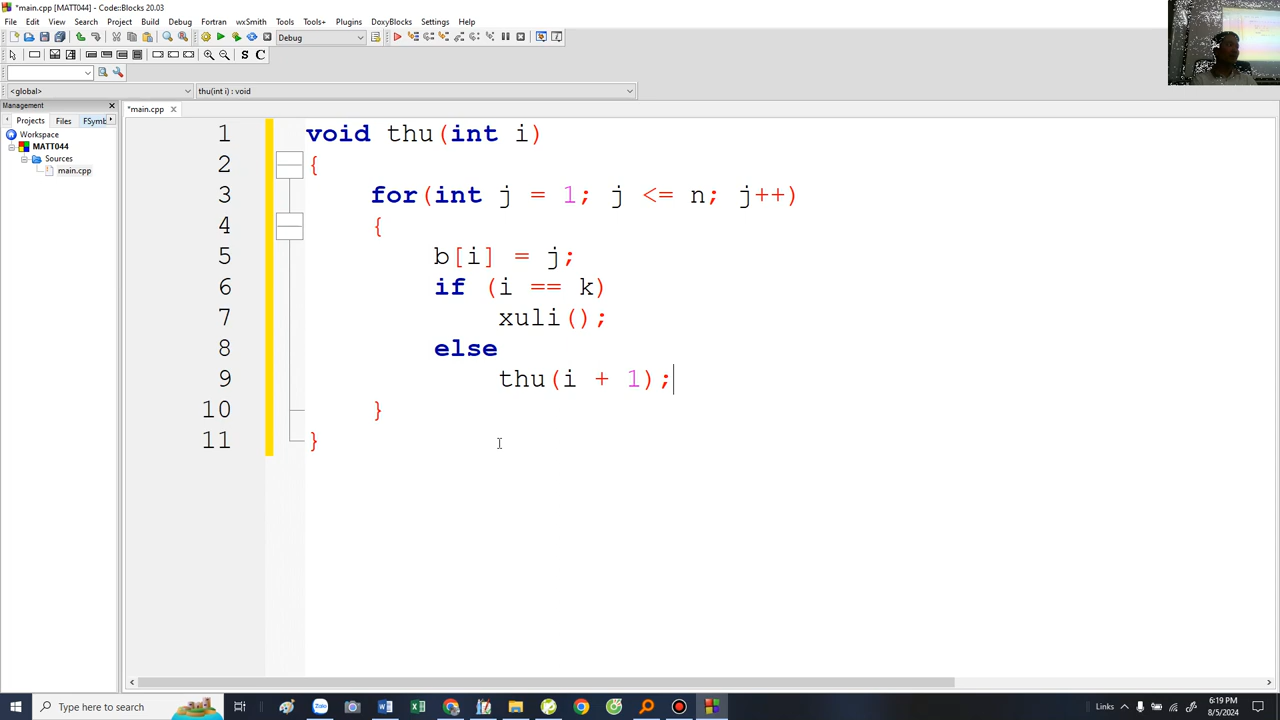 *main.cpp [MATT044] - Code::Blocks 20.03
File Edit View Search Project Build Debug Fortran wxSmith Tools Tools+ Plugins DoxyBlocks Settings Help
Debug
S C
<global> thu(int i) : void
Management
*main.cpp
Projects Files FSymb
Workspace
MATT044
Sources
main.cpp
1 void thu(int i)
2 {
3 for(int j = 1; j <= n; j++)
4 {
5 b[i] = j;
6 if (i == k)
7 xuli();
8 else
9 thu(i + 1);
10 }
11 }
Type here to search
Zalo
Links
6:19 PM
8/5/2024